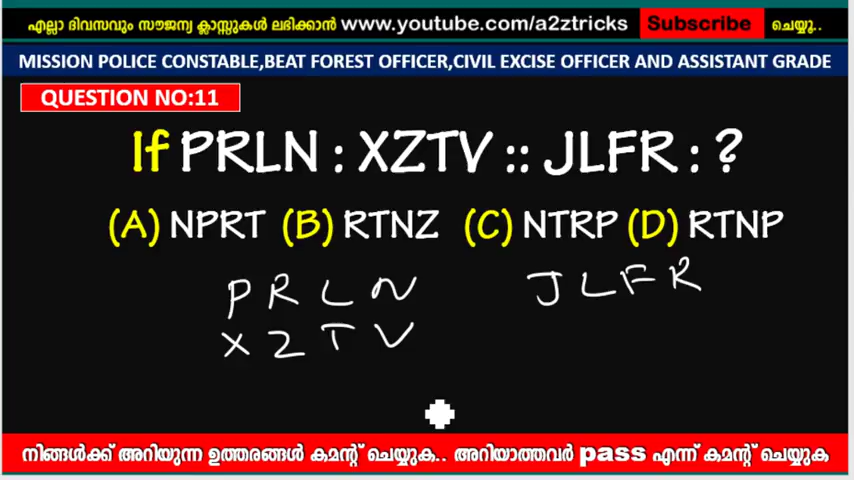 എല്ലാ ദിവസവും സൗജന്യ ക്ലാസ്സുകൾ ലഭിക്കാൻ www.youtube.com/a2ztricks Subscribe ചെയ്യൂ..
MISSION POLICE CONSTABLE,BEAT FOREST OFFICER,CIVIL EXCISE OFFICER AND ASSISTANT GRADE
QUESTION NO:11
If PRLN : XZTV :: JLFR : ?
(A) NPRT (B) RTNZ (C) NTRP (D) RTNP
P R L N J L F R
X Z T V
നിങ്ങൾക്ക് അറിയുന്ന ഉത്തരങ്ങൾ കമന്റ് ചെയ്യുക.. അറിയാത്തവർ pass എന്ന് കമന്റ് ചെയ്യുക